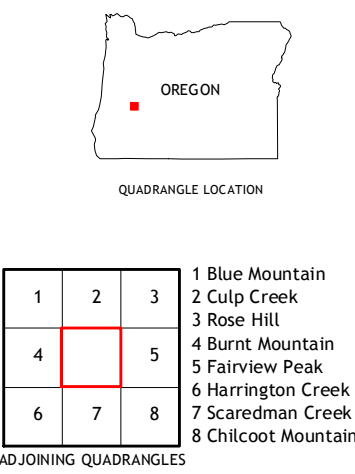 OREGON
QUADRANGLE LOCATION
1 2 3
4 5
6 7 8
1 Blue Mountain
2 Culp Creek
3 Rose Hill
4 Burnt Mountain
5 Fairview Peak
6 Harrington Creek
7 Scaredman Creek
8 Chilcoot Mountain
ADJOINING QUADRANGLES